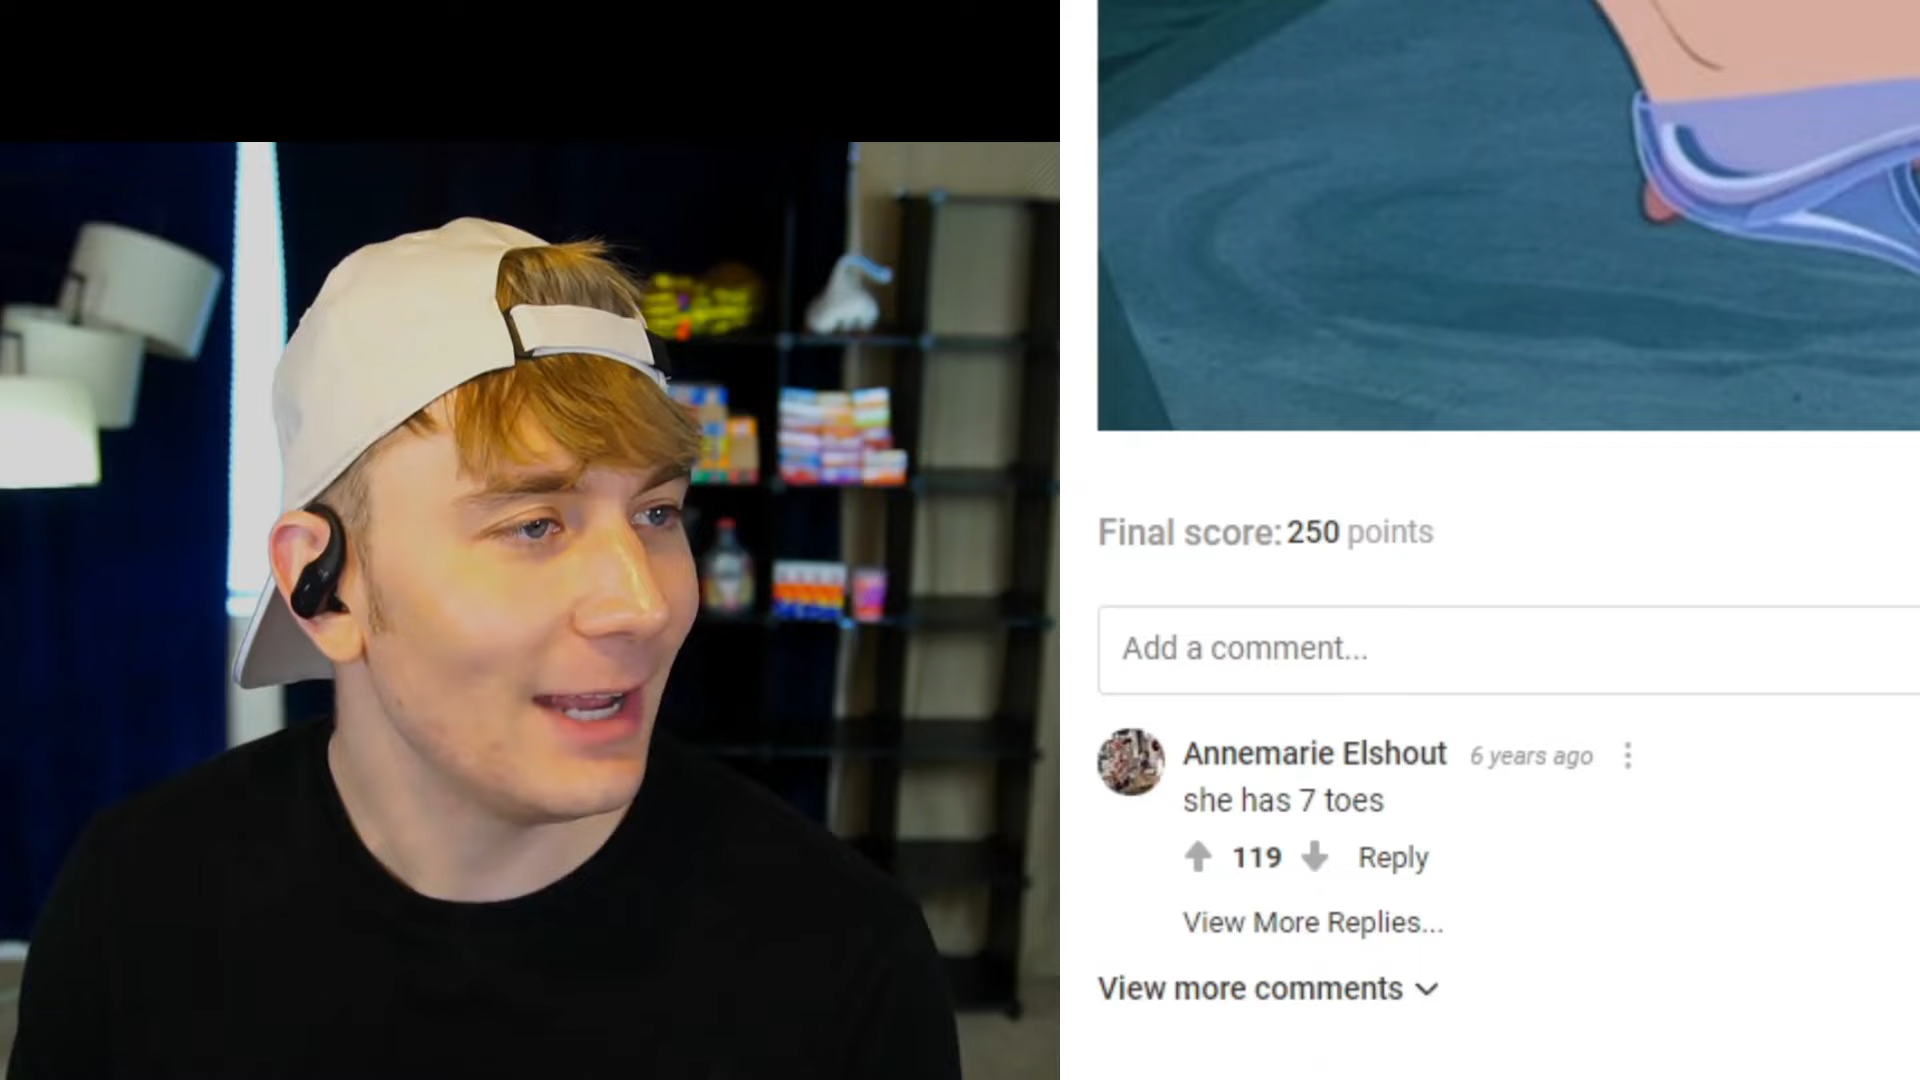 Final score: 250 points
Add a comment...
Annemarie Elshout 6 years ago
she has 7 toes
119 Reply
View More Replies...
View more comments